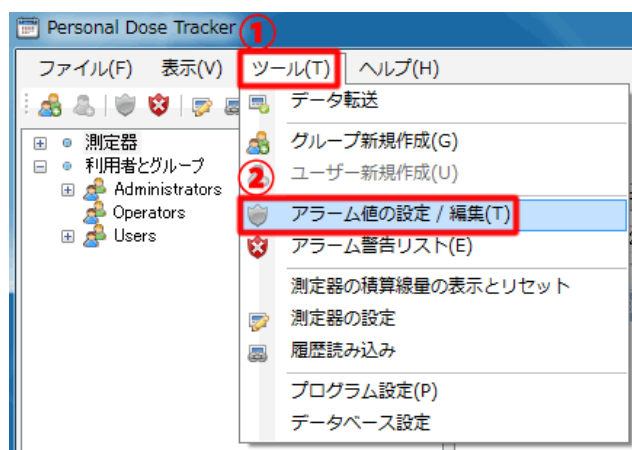 Personal Dose Tracker
①
ファイル(F) 表示(V) ツール(T) ヘルプ(H)
データ転送
グループ新規作成(G)
ユーザー新規作成(U)
②
アラーム値の設定 / 編集(T)
アラーム警告リスト(E)
測定器の積算線量の表示とリセット
測定器の設定
履歴読み込み
プログラム設定(P)
データベース設定
測定器
利用者とグループ
Administrators
Operators
Users